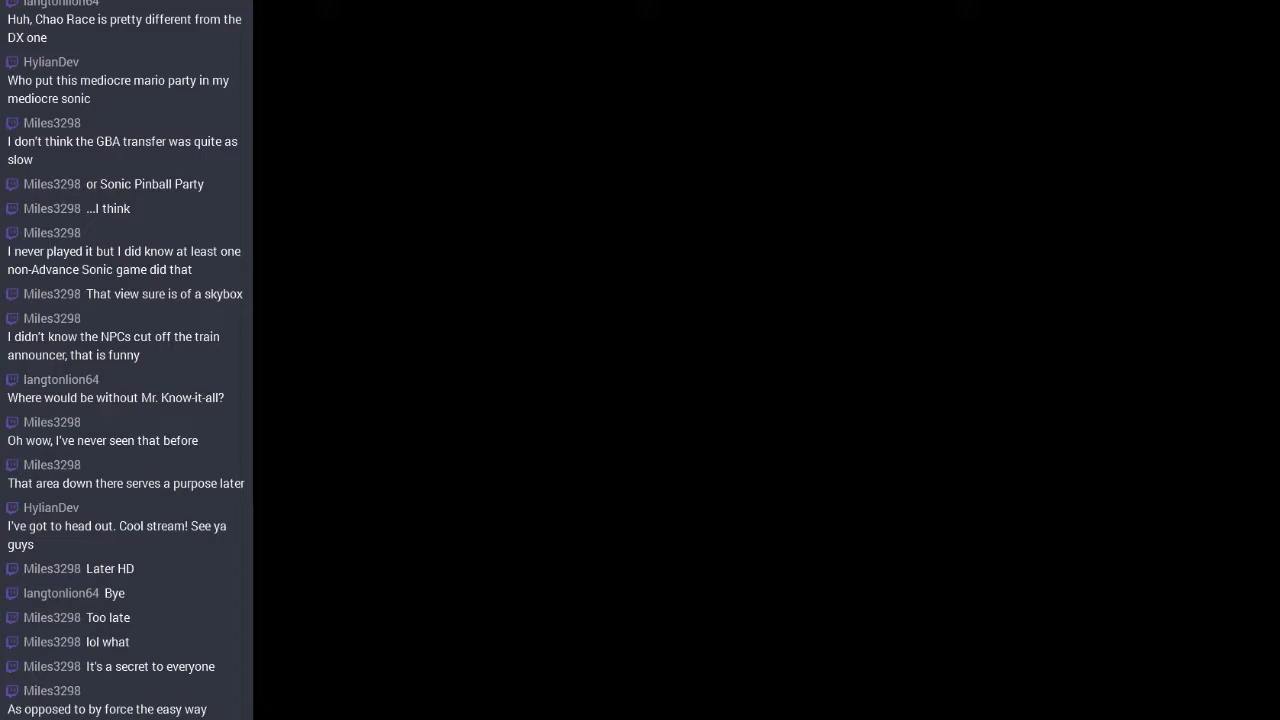 langtonlion64
Huh, Chao Race is pretty different from the
DX one
HylianDev
Who put this mediocre mario party in my
mediocre sonic
Miles3298
I don't think the GBA transfer was quite as
slow
Miles3298 or Sonic Pinball Party
Miles3298 ...I think
Miles3298
I never played it but I did know at least one
non-Advance Sonic game did that
Miles3298 That view sure is of a skybox
Miles3298
I didn't know the NPCs cut off the train
announcer, that is funny
langtonlion64
Where would be without Mr. Know-it-all?
Miles3298
Oh wow, I've never seen that before
Miles3298
That area down there serves a purpose later
HylianDev
I've got to head out. Cool stream! See ya
guys
Miles3298 Later HD
langtonlion64 Bye
Miles3298 Too late
Miles3298 lol what
Miles3298 It's a secret to everyone
Miles3298
As opposed to by force the easy way